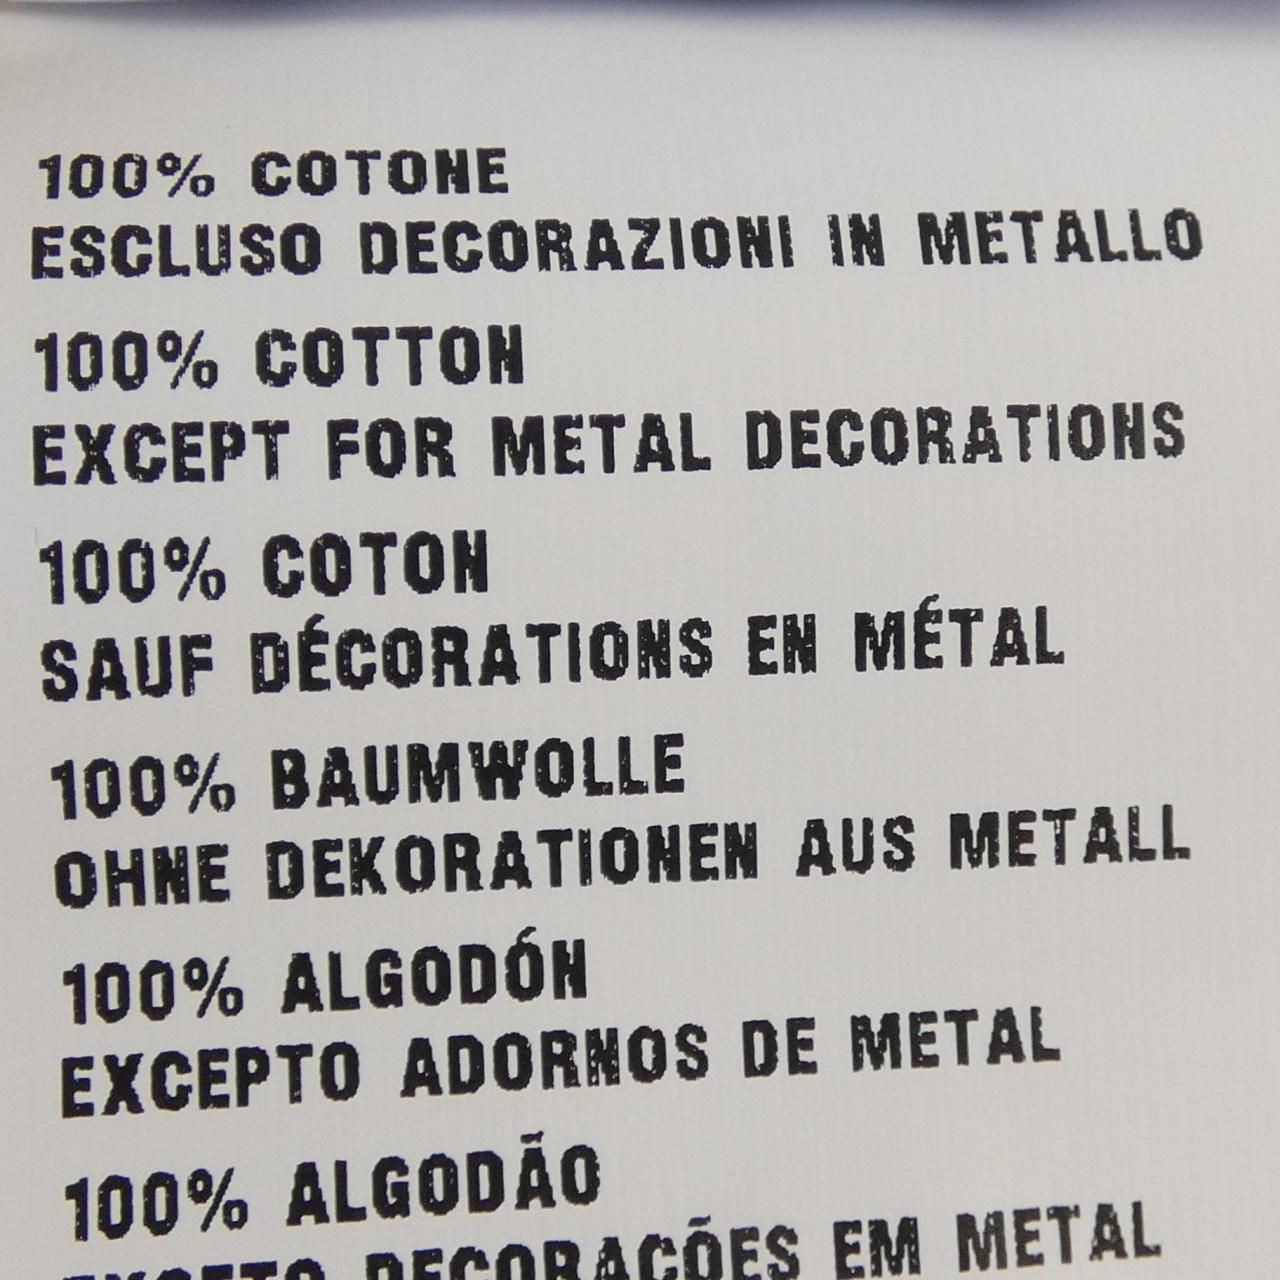 100% COTONE
ESCLUSO DECORAZIONI IN METALLO
100% COTTON
EXCEPT FOR METAL DECORATIONS
100% COTON
SAUF DÉCORATIONS EN MÉTAL
100% BAUMWOLLE
OHNE DEKORATIONEN AUS METALL
100% ALGODÓN
EXCEPTO ADORNOS DE METAL
100% ALGODÃO
EXCETO DECORAÇÕES EM METAL